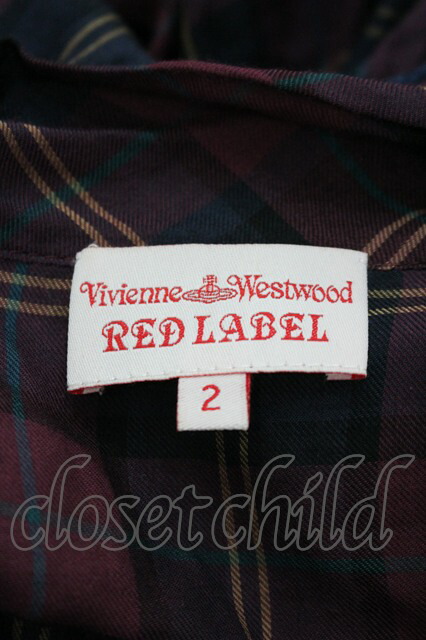 Vivienne Westwood
RED LABEL
2
closet child